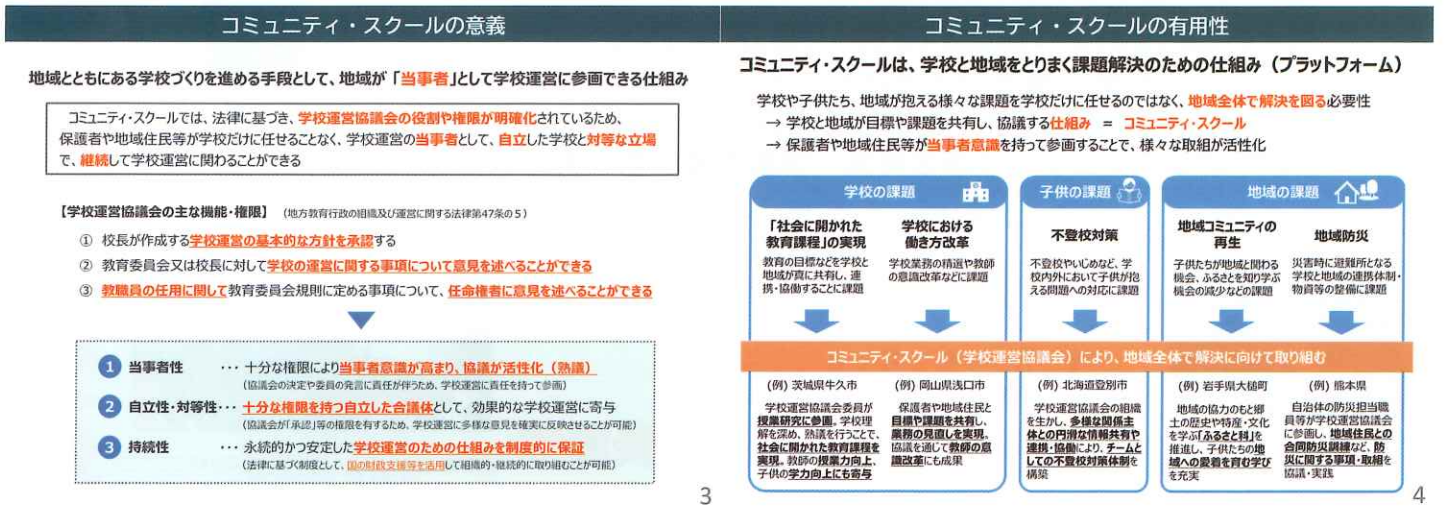 コミュニティ・スクールの意義
地域とともにある学校づくりを進める手段として、地域が「当事者」として学校運営に参画できる仕組み
コミュニティ・スクールでは、法律に基づき、学校運営協議会の役割や権限が明確化されているため、
保護者や地域住民等が学校だけに任せることなく、学校運営の当事者として、自立した学校と対等な立場
で、継続して学校運営に関わることができる
【学校運営協議会の主な機能・権限】（地方教育行政の組織及び運営に関する法律第47条の5）
① 校長が作成する学校運営の基本的な方針を承認する
② 教育委員会又は校長に対して学校の運営に関する事項について意見を述べることができる
③ 教職員の任用に関して教育委員会規則に定める事項について、任命権者に意見を述べることができる
1 当事者性 ・・・ 十分な権限により当事者意識が高まり、協議が活性化（熟議）
（協議会の決定や委員の発言に責任が伴うため、学校運営に責任を持って参画）
2 自立性・対等性・・・ 十分な権限を持つ自立した合議体として、効果的な学校運営に寄与
（協議会が「承認」等の権限を有するため、学校運営に多様な意見を確実に反映させることが可能）
3 持続性 ・・・ 永続的かつ安定した学校運営のための仕組みを制度的に保証
（法律に基づく制度として、国の財政支援等を活用して組織的・継続的に取り組むことが可能）
3
コミュニティ・スクールの有用性
コミュニティ・スクールは、学校と地域をとりまく課題解決のための仕組み（プラットフォーム）
学校や子供たち、地域が抱える様々な課題を学校だけに任せるのではなく、地域全体で解決を図る必要性
→ 学校と地域が目標や課題を共有し、協議する仕組み ＝ コミュニティ・スクール
→ 保護者や地域住民等が当事者意識を持って参画することで、様々な取組が活性化
学校の課題
「社会に開かれた
教育課程」の実現
教育の目標などを学校と
地域が真に共有し、連
携・協働することに課題
学校における
働き方改革
学校業務の精選や教師
の意識改革などに課題
子供の課題
不登校対策
不登校やいじめなど、学
校内外において子供が抱
える問題への対応に課題
地域の課題
地域コミュニティの
再生
子供たちが地域と関わる
機会、ふるさとを知り学ぶ
機会の減少などの課題
地域防災
災害時に避難所となる
学校と地域の連携体制・
物資等の整備に課題
コミュニティ・スクール（学校運営協議会）により、地域全体で解決に向けて取り組む
（例）茨城県牛久市
学校運営協議会委員が
授業研究に参画。学校理
解を深め、熟議を行うことで、
社会に開かれた教育課程を
実現。教師の授業力向上、
子供の学力向上にも寄与
（例）岡山県浅口市
保護者や地域住民と
目標や課題を共有し、
業務の見直しを実現。
協議を通して教師の意
識改革にも成果
（例）北海道登別市
学校運営協議会の組織
を生かし、多様な関係主
体との円滑な情報共有や
連携・協働により、チームと
しての不登校対策体制を
構築
（例）岩手県大槌町
地域の協力のもと郷
土の歴史や特産・文化
を学ぶ「ふるさと科」を
推進し、子供たちの地
域への愛着を育む学び
を充実
（例）熊本県
自治体の防災担当職
員等が学校運営協議会
に参画し、地域住民との
合同防災訓練など、防
災に関する事項・取組を
協議・実践
4